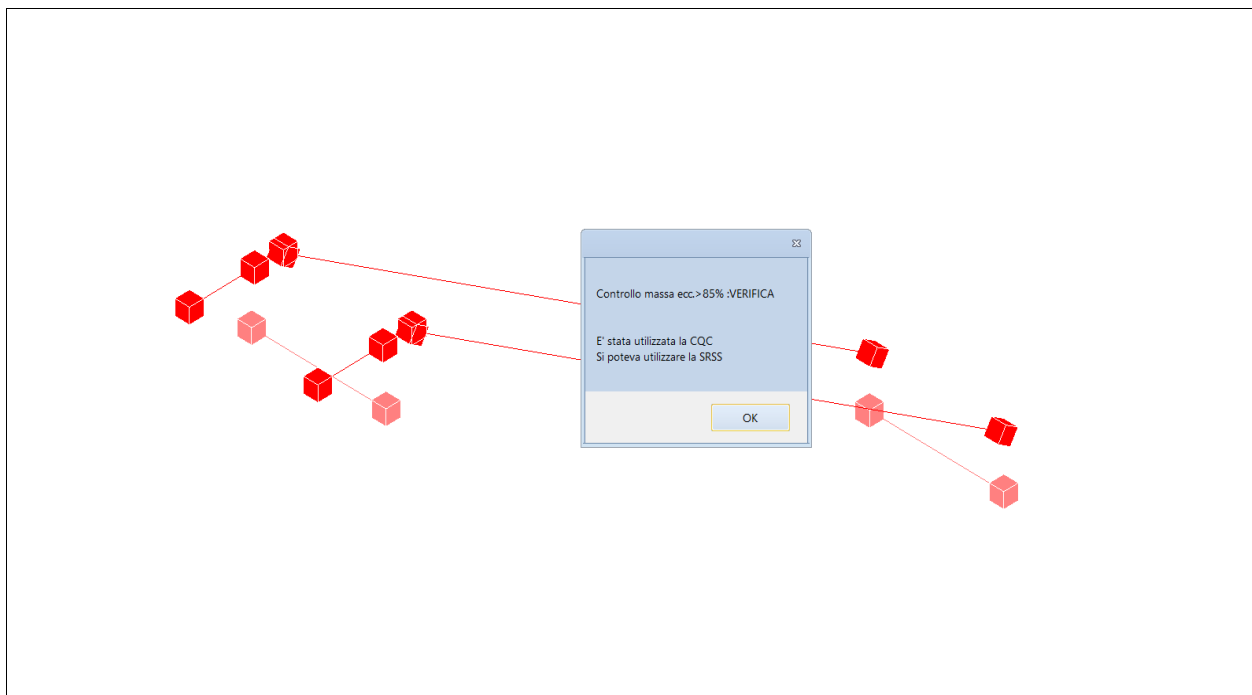 Controllo massa ecc.>85% :VERIFICA
E' stata utilizzata la CQC
Si poteva utilizzare la SRSS
OK